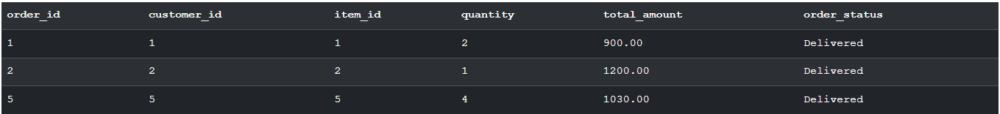 order_id customer_id item_id quantity total_amount order_status
1 1 1 2 900.00 Delivered
2 2 2 1 1200.00 Delivered
5 5 5 4 1030.00 Delivered